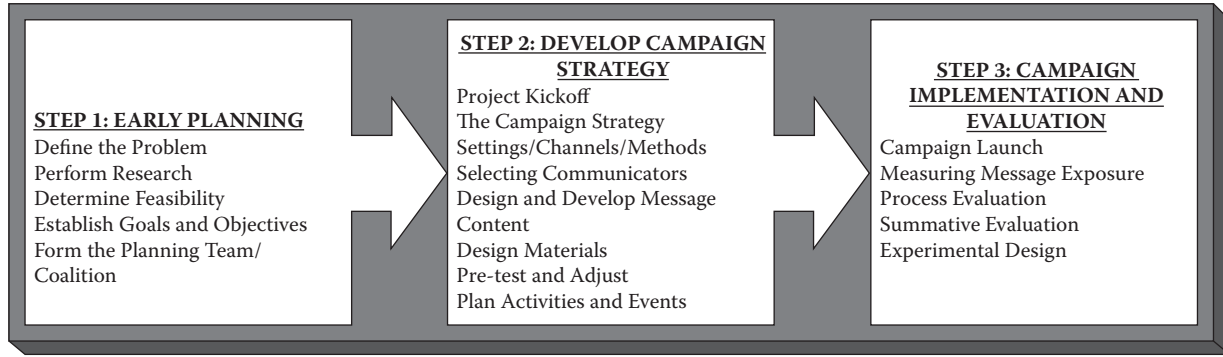 STEP 1: EARLY PLANNING
Define the Problem
Perform Research
Determine Feasibility
Establish Goals and Objectives
Form the Planning Team/
Coalition
STEP 2: DEVELOP CAMPAIGN
STRATEGY
Project Kickoff
The Campaign Strategy
Settings/Channels/Methods
Selecting Communicators
Design and Develop Message
Content
Design Materials
Pre-test and Adjust
Plan Activities and Events
STEP 3: CAMPAIGN
IMPLEMENTATION AND
EVALUATION
Campaign Launch
Measuring Message Exposure
Process Evaluation
Summative Evaluation
Experimental Design